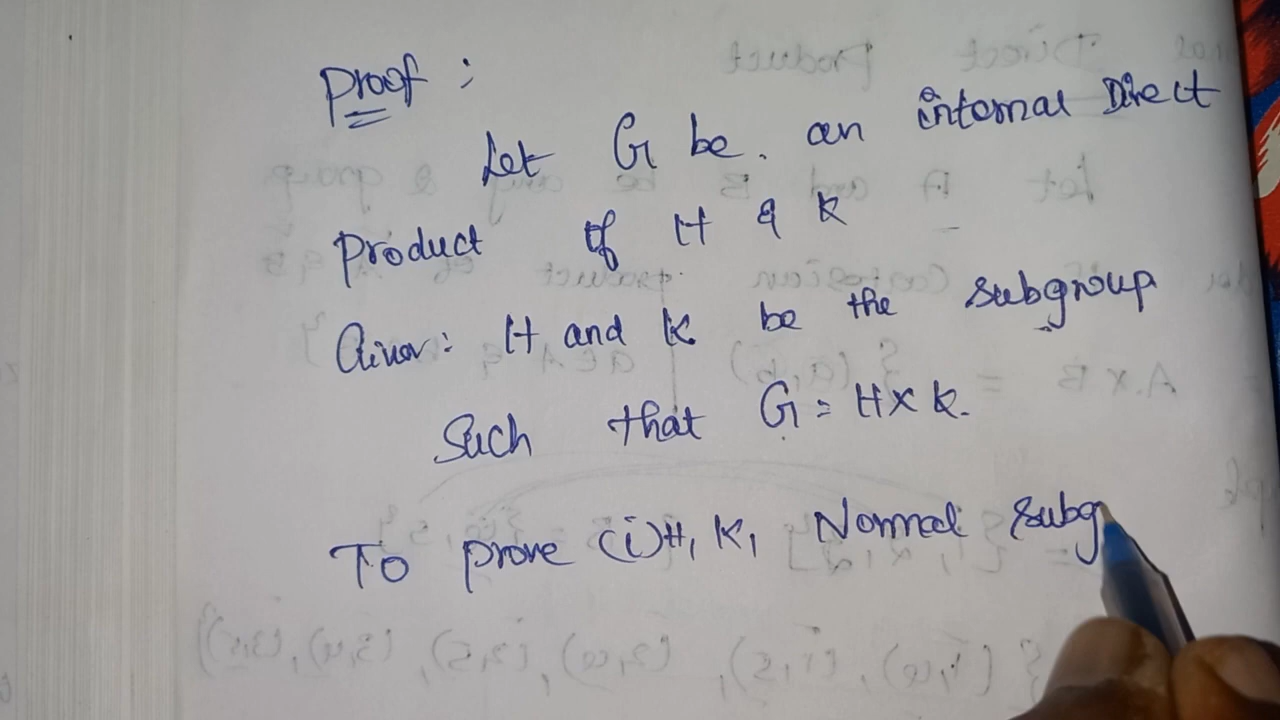 Proof :
Let G be. an internal Direct
Product of H & K
Given: H and K be the subgroup
Such that G = H x K.
To prove (i) H, K, Normal subg